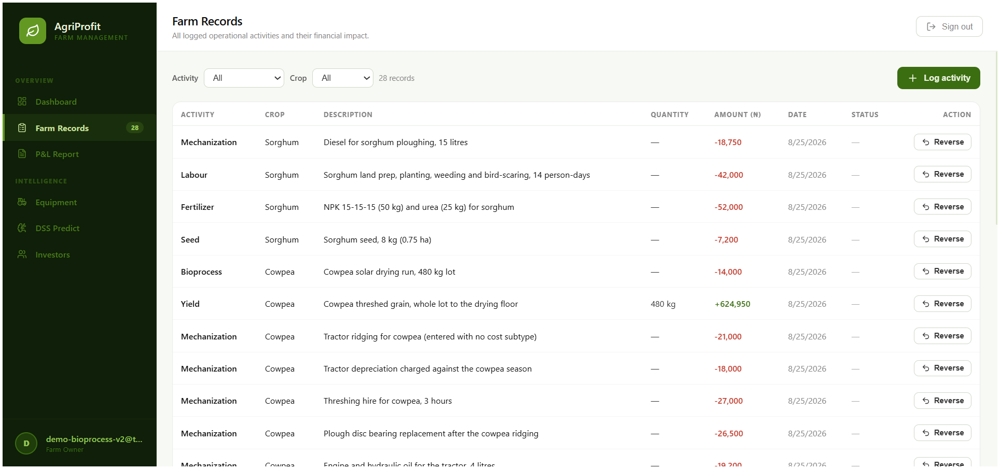 AgriProfit
FARM MANAGEMENT
OVERVIEW
Dashboard
Farm Records 28
P&L Report
INTELLIGENCE
Equipment
DSS Predict
Investors
D
demo-bioprocess-v2@t...
Farm Owner
Farm Records
All logged operational activities and their financial impact.
Sign out
Activity All Crop All 28 records
Log activity
ACTIVITY CROP DESCRIPTION QUANTITY AMOUNT (₦) DATE STATUS ACTION
Mechanization Sorghum Diesel for sorghum ploughing, 15 litres — -18,750 8/25/2026 — Reverse
Labour Sorghum Sorghum land prep, planting, weeding and bird-scaring, 14 person-days — -42,000 8/25/2026 — Reverse
Fertilizer Sorghum NPK 15-15-15 (50 kg) and urea (25 kg) for sorghum — -52,000 8/25/2026 — Reverse
Seed Sorghum Sorghum seed, 8 kg (0.75 ha) — -7,200 8/25/2026 — Reverse
Bioprocess Cowpea Cowpea solar drying run, 480 kg lot — -14,000 8/25/2026 — Reverse
Yield Cowpea Cowpea threshed grain, whole lot to the drying floor 480 kg +624,950 8/25/2026 — Reverse
Mechanization Cowpea Tractor ridging for cowpea (entered with no cost subtype) — -21,000 8/25/2026 — Reverse
Mechanization Cowpea Tractor depreciation charged against the cowpea season — -18,000 8/25/2026 — Reverse
Mechanization Cowpea Threshing hire for cowpea, 3 hours — -27,000 8/25/2026 — Reverse
Mechanization Cowpea Plough disc bearing replacement after the cowpea ridging — -26,500 8/25/2026 — Reverse
Mechanization Cowpea Engine and hydraulic oil for the tractor, 4 litres — -19,200 8/25/2026 — Reverse